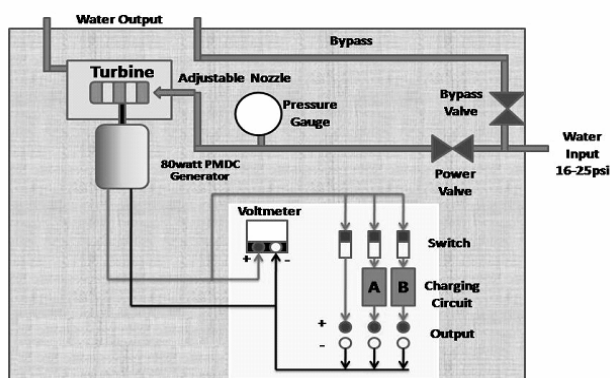 Water Output
Bypass
Turbine
Adjustable Nozzle
Pressure
Gauge
Bypass
Valve
Water
Input
16-25psi
Power
Valve
80watt PMDC
Generator
Voltmeter
+ -
Switch
A B
Charging
Circuit
+
Output
-